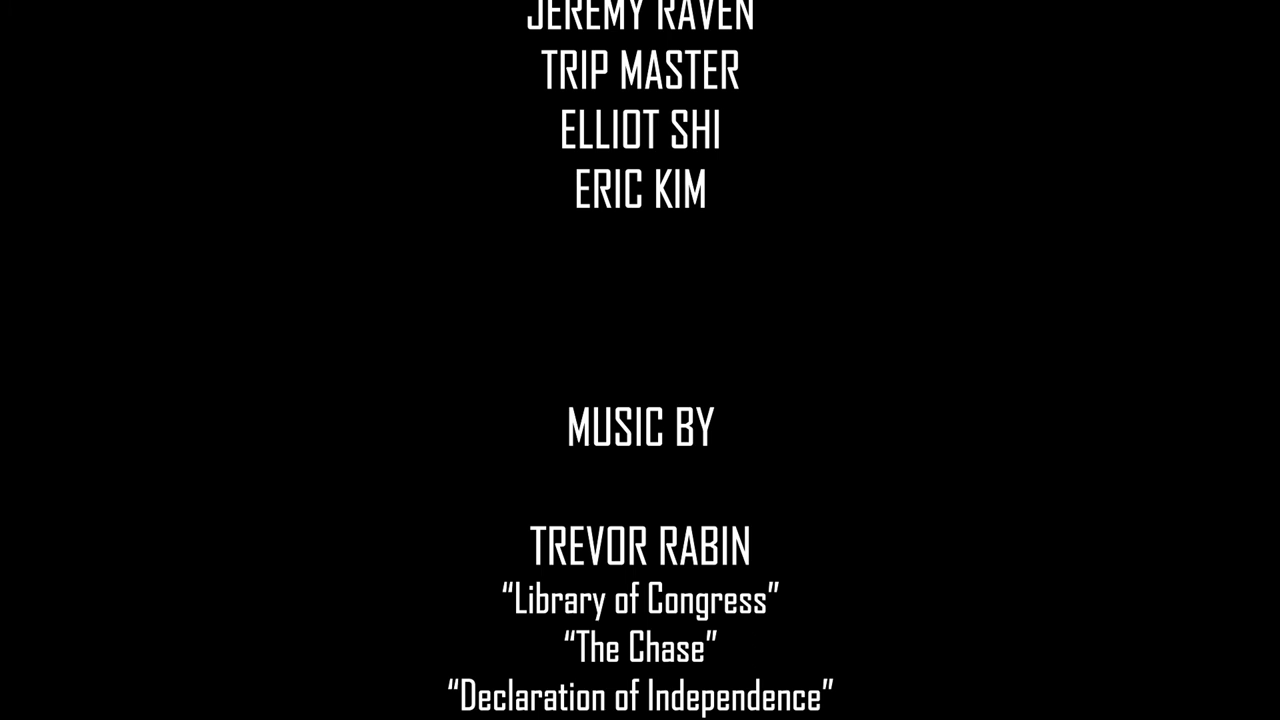 JEREMY RAVEN
TRIP MASTER
ELLIOT SHI
ERIC KIM
MUSIC BY
TREVOR RABIN
“Library of Congress”
“The Chase”
“Declaration of Independence”